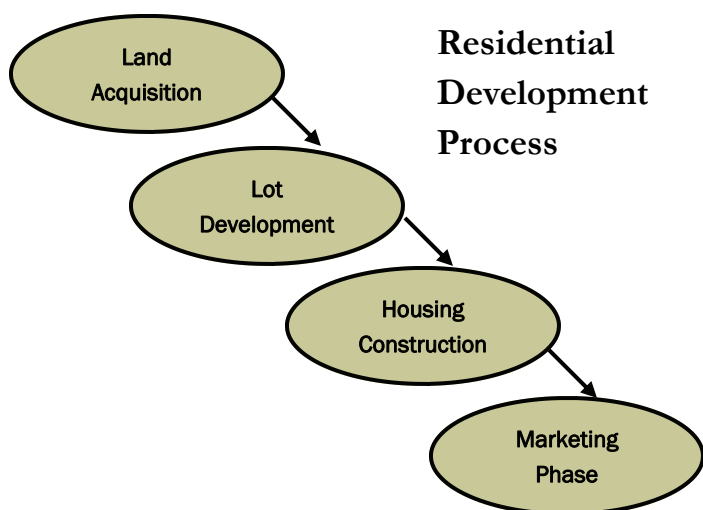 Residential
Development
Process
Land
Acquisition
Lot
Development
Housing
Construction
Marketing
Phase